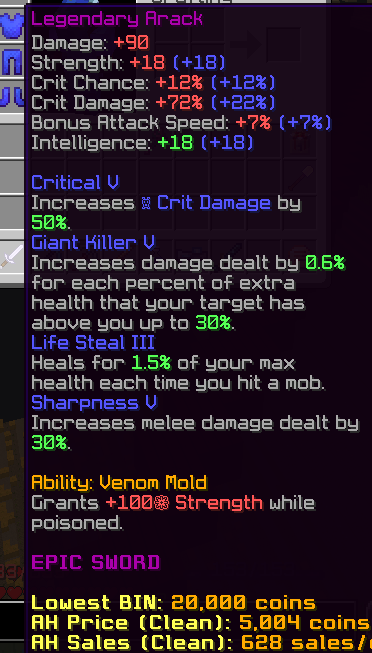 Legendary Arack
Damage: +90
Strength: +18 (+18)
Crit Chance: +12% (+12%)
Crit Damage: +72% (+22%)
Bonus Attack Speed: +7% (+7%)
Intelligence: +18 (+18)
Critical V
Increases ☠ Crit Damage by
50%.
Giant Killer V
Increases damage dealt by 0.6%
for each percent of extra
health that your target has
above you up to 30%.
Life Steal III
Heals for 1.5% of your max
health each time you hit a mob.
Sharpness V
Increases melee damage dealt by
30%.
Ability: Venom Mold
Grants +100❁ Strength while
poisoned.
EPIC SWORD
Lowest BIN: 20,000 coins
AH Price (Clean): 5,004 coins
AH Sales (Clean): 628 sales/